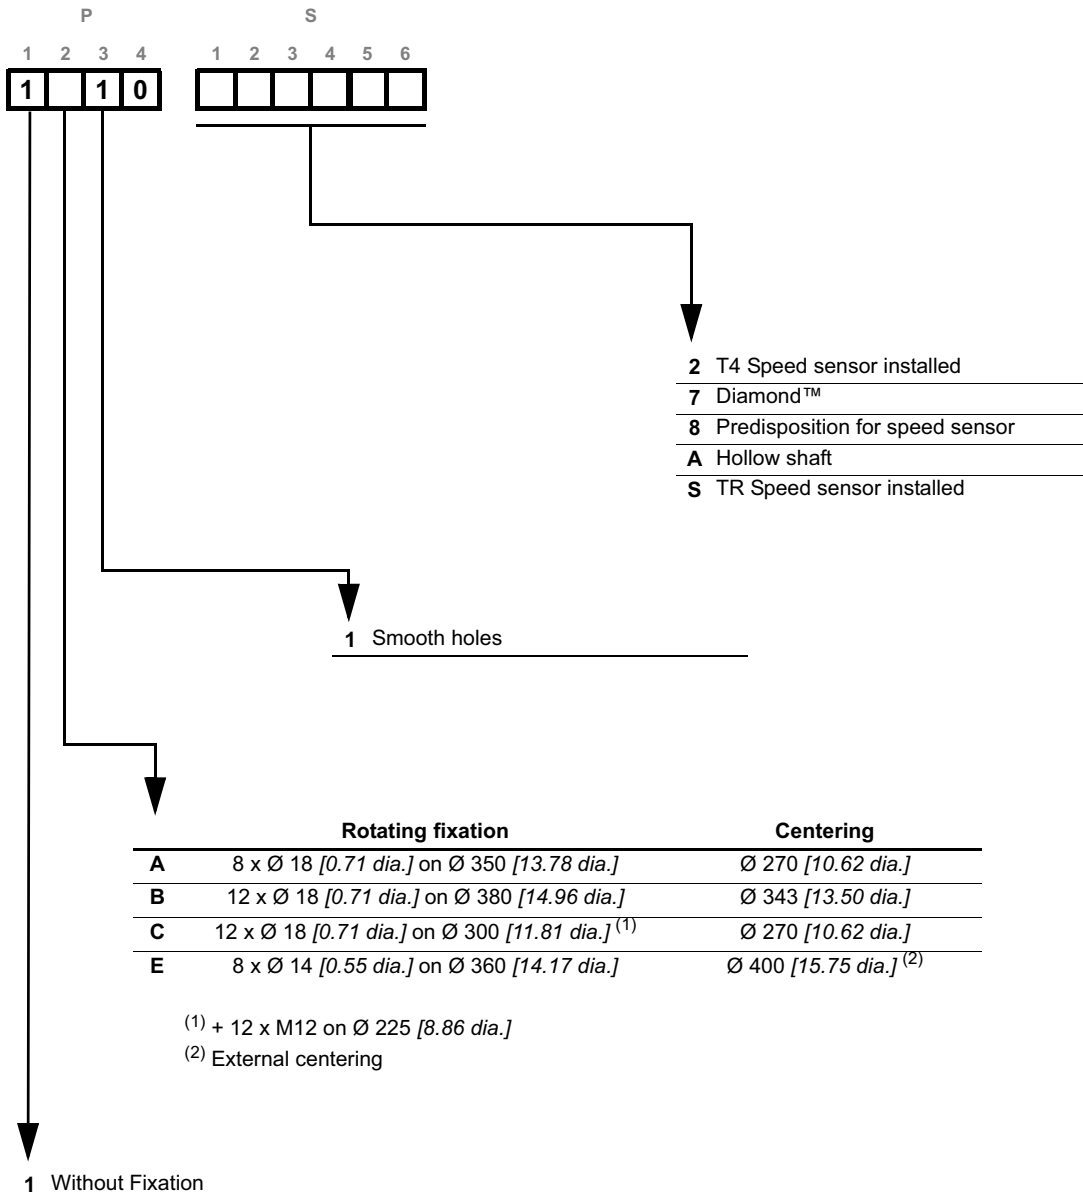 P S
1 2 3 4 1 2 3 4 5 6
1 1 0
2 T4 Speed sensor installed
7 Diamond™
8 Predisposition for speed sensor
A Hollow shaft
S TR Speed sensor installed
1 Smooth holes
Rotating fixation Centering
A 8 x Ø 18 [0.71 dia.] on Ø 350 [13.78 dia.] Ø 270 [10.62 dia.]
B 12 x Ø 18 [0.71 dia.] on Ø 380 [14.96 dia.] Ø 343 [13.50 dia.]
C 12 x Ø 18 [0.71 dia.] on Ø 300 [11.81 dia.] (1) Ø 270 [10.62 dia.]
E 8 x Ø 14 [0.55 dia.] on Ø 360 [14.17 dia.] Ø 400 [15.75 dia.] (2)
(1) + 12 x M12 on Ø 225 [8.86 dia.]
(2) External centering
1 Without Fixation